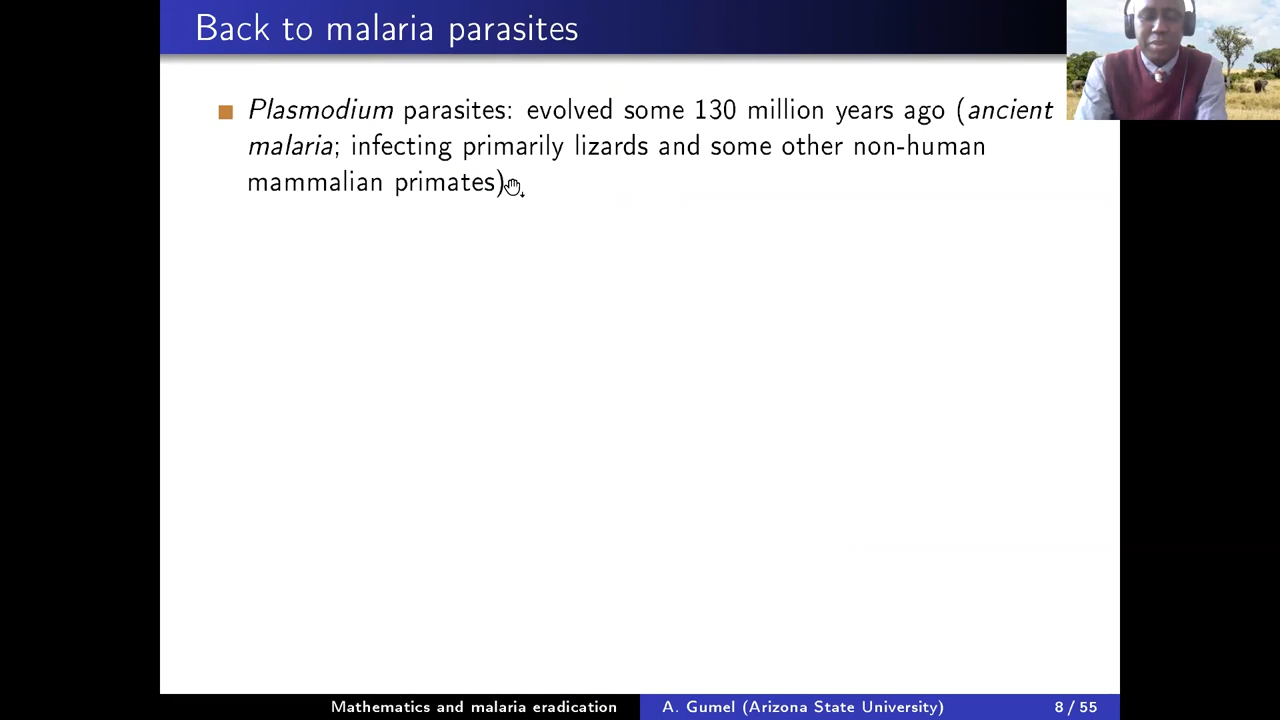 Back to malaria parasites
Plasmodium parasites: evolved some 130 million years ago (ancient
malaria; infecting primarily lizards and some other non-human
mammalian primates)
Mathematics and malaria eradication
A. Gumel (Arizona State University)
8 / 55